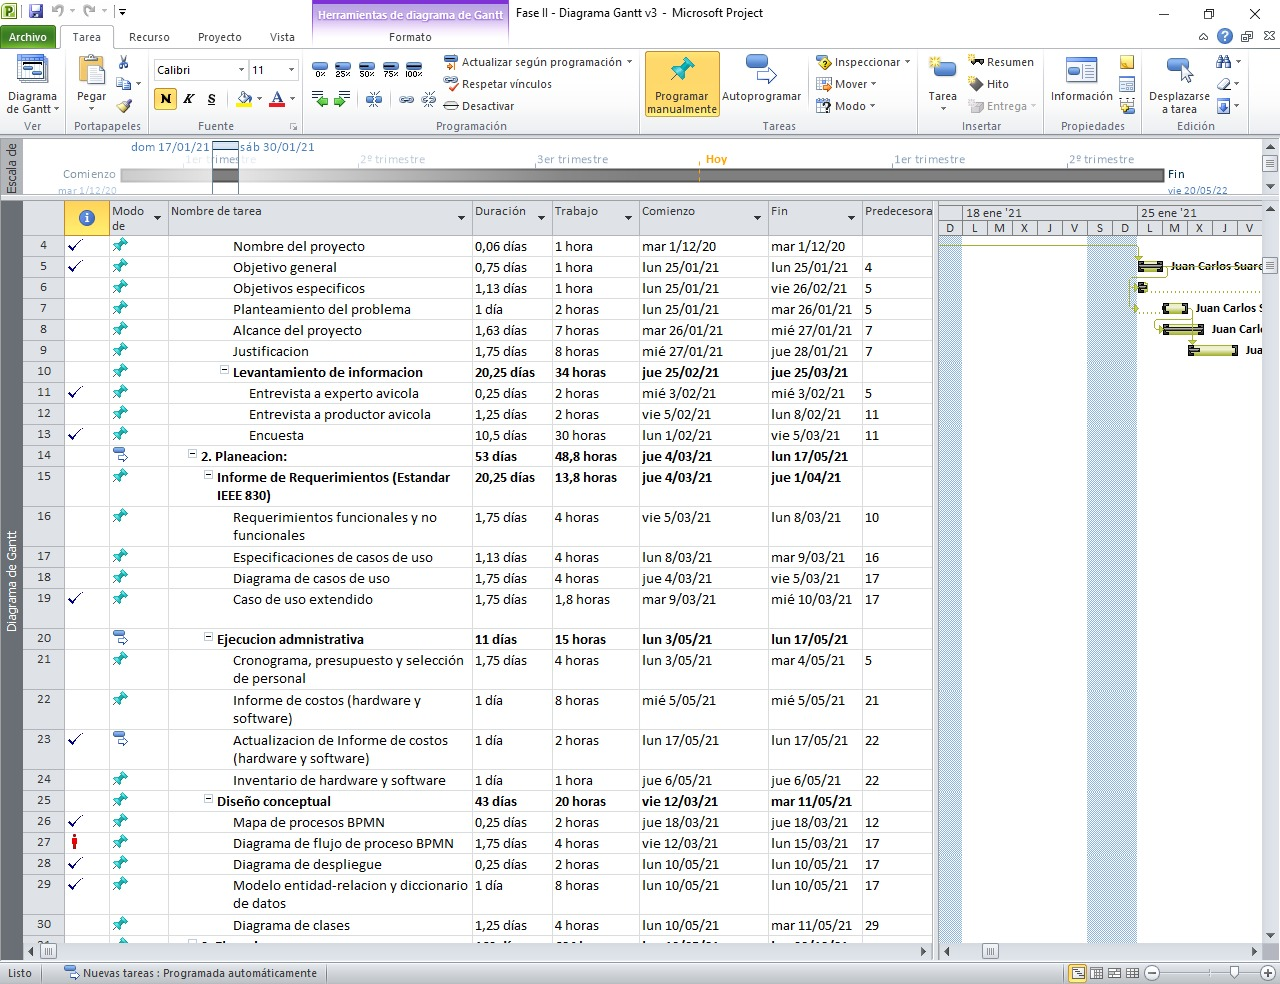 Herramientas de diagrama de Gantt
Fase II - Diagrama Gantt v3 - Microsoft Project
Archivo Tarea Recurso Proyecto Vista Formato
Diagrama de Gantt
Ver
Pegar
Portapapeles
Calibri 11
N K S
Fuente
0% 25% 50% 75% 100%
Actualizar según programación
Respetar vínculos
Desactivar
Programación
Programar manualmente
Autoprogramar
Inspeccionar
Mover
Modo
Tareas
Tarea
Resumen
Hito
Entrega
Insertar
Información
Propiedades
Desplazarse a tarea
Edición
Escala de
dom 17/01/21 sáb 30/01/21
1er trimestre 2º trimestre 3er trimestre Hoy 1er trimestre 2º trimestre
Comienzo Fin
mar 1/12/20 vie 20/05/22
Diagrama de Gantt
Modo de Nombre de tarea Duración Trabajo Comienzo Fin Predecesora
18 ene '21 25 ene '21
D L M X J V S D L M X J V
4 Nombre del proyecto 0,06 días 1 hora mar 1/12/20 mar 1/12/20
5 Objetivo general 0,75 días 1 hora lun 25/01/21 lun 25/01/21 4
Juan Carlos Suare
6 Objetivos especificos 1,13 días 1 hora lun 25/01/21 vie 26/02/21 5
7 Planteamiento del problema 1 día 2 horas lun 25/01/21 mar 26/01/21 5
Juan Carlos S
8 Alcance del proyecto 1,63 días 7 horas mar 26/01/21 mié 27/01/21 7
Juan Carl
9 Justificacion 1,75 días 8 horas mié 27/01/21 jue 28/01/21 7
Jua
10 Levantamiento de informacion 20,25 días 34 horas jue 25/02/21 jue 25/03/21
11 Entrevista a experto avicola 0,25 días 2 horas mié 3/02/21 mié 3/02/21 5
12 Entrevista a productor avicola 1,25 días 2 horas vie 5/02/21 lun 8/02/21 11
13 Encuesta 10,5 días 30 horas lun 1/02/21 vie 5/03/21 11
14 2. Planeacion: 53 días 48,8 horas jue 4/03/21 lun 17/05/21
15 Informe de Requerimientos (Estandar IEEE 830) 20,25 días 13,8 horas jue 4/03/21 jue 1/04/21
16 Requerimientos funcionales y no funcionales 1,75 días 4 horas vie 5/03/21 lun 8/03/21 10
17 Especificaciones de casos de uso 1,13 días 4 horas lun 8/03/21 mar 9/03/21 16
18 Diagrama de casos de uso 1,75 días 4 horas jue 4/03/21 vie 5/03/21 17
19 Caso de uso extendido 1,75 días 1,8 horas mar 9/03/21 mié 10/03/21 17
20 Ejecucion admnistrativa 11 días 15 horas lun 3/05/21 lun 17/05/21
21 Cronograma, presupuesto y selección de personal 1,75 días 4 horas lun 3/05/21 mar 4/05/21 5
22 Informe de costos (hardware y software) 1 día 8 horas mié 5/05/21 mié 5/05/21 21
23 Actualizacion de Informe de costos (hardware y software) 1 día 2 horas lun 17/05/21 lun 17/05/21 22
24 Inventario de hardware y software 1 día 1 hora jue 6/05/21 jue 6/05/21 22
25 Diseño conceptual 43 días 20 horas vie 12/03/21 mar 11/05/21
26 Mapa de procesos BPMN 0,25 días 2 horas jue 18/03/21 jue 18/03/21 12
27 Diagrama de flujo de proceso BPMN 1,75 días 4 horas vie 12/03/21 lun 15/03/21 17
28 Diagrama de despliegue 0,25 días 2 horas lun 10/05/21 lun 10/05/21 17
29 Modelo entidad-relacion y diccionario de datos 1 día 8 horas lun 10/05/21 lun 10/05/21 17
30 Diagrama de clases 1,25 días 4 horas lun 10/05/21 mar 11/05/21 29
Listo Nuevas tareas : Programada automáticamente